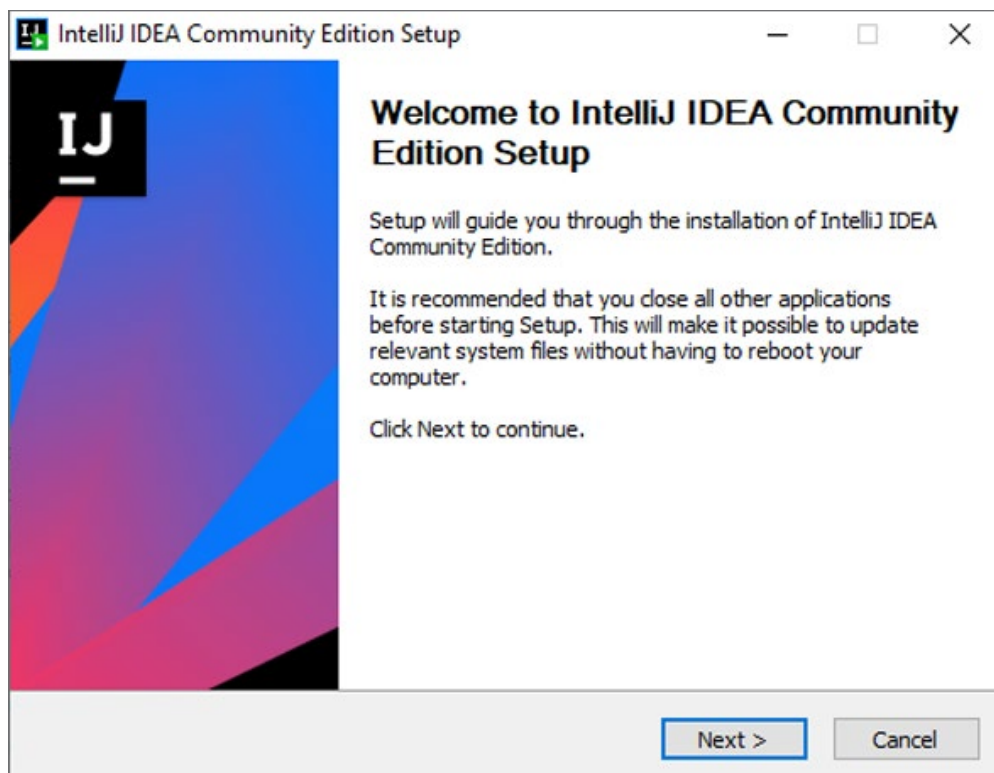 IntelliJ IDEA Community Edition Setup
IJ
Welcome to IntelliJ IDEA Community
Edition Setup
Setup will guide you through the installation of IntelliJ IDEA
Community Edition.
It is recommended that you close all other applications
before starting Setup. This will make it possible to update
relevant system files without having to reboot your
computer.
Click Next to continue.
Next >
Cancel